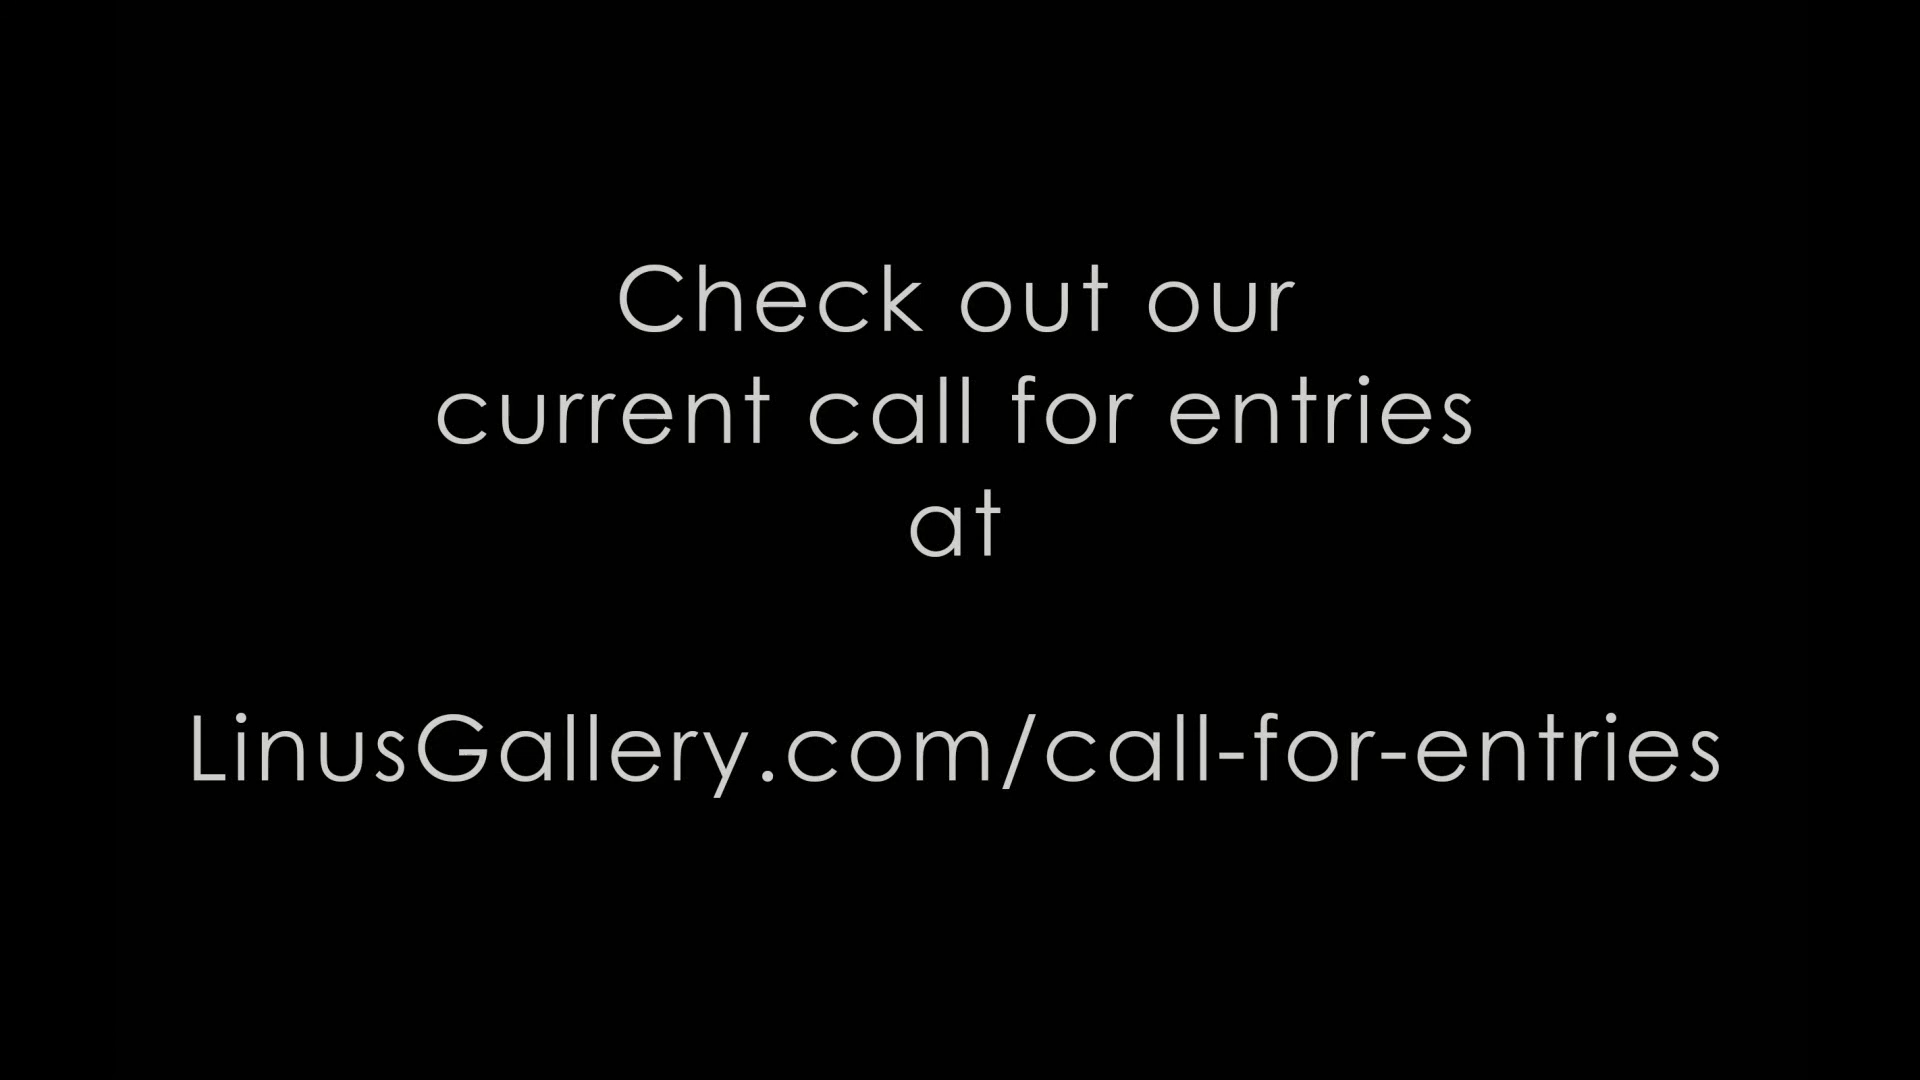 Check out our
current call for entries
at
LinusGallery.com/call-for-entries